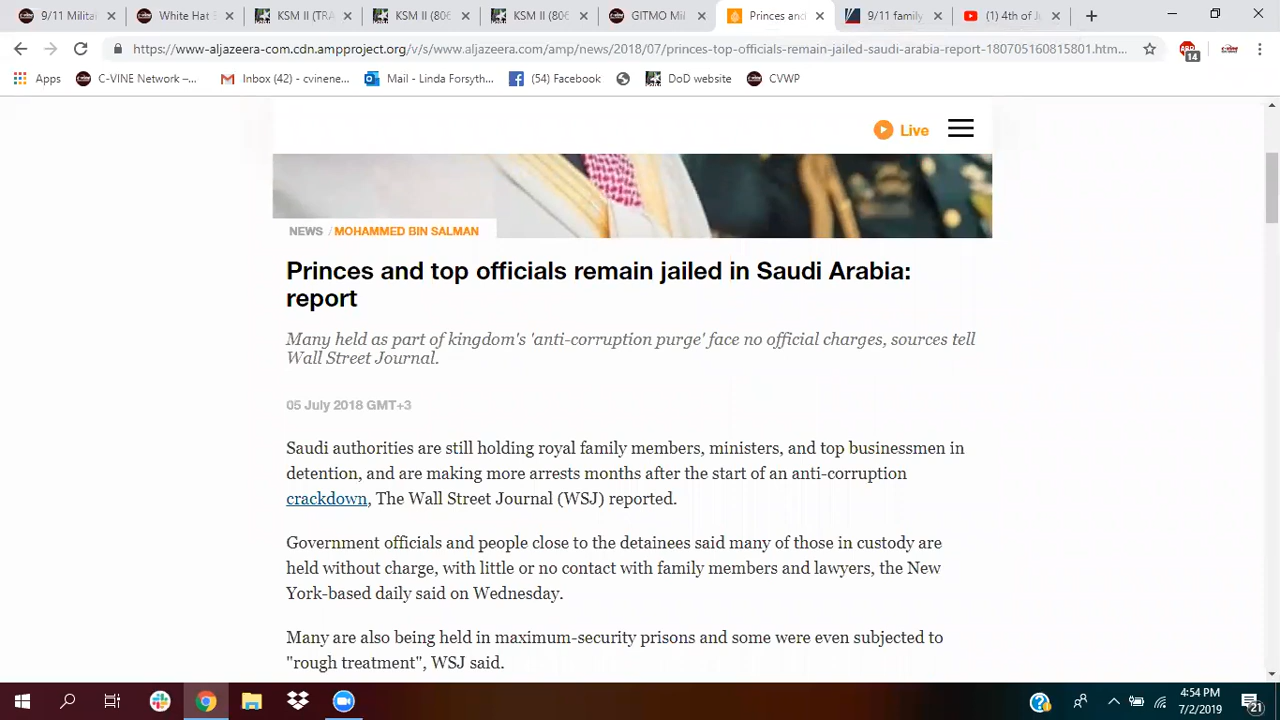 9/11 Milita
White Hat S
KSM II (TRA
KSM II (806
KSM II (806
GITMO Mil
Princes and
9/11 family
(1) 4th of Ju
https://www-aljazeera-com.cdn.ampproject.org/v/s/www.aljazeera.com/amp/news/2018/07/princes-top-officials-remain-jailed-saudi-arabia-report-180705160815801.htm...
14
Apps
C-VINE Network –...
Inbox (42) - cvinene...
Mail - Linda Forsyth...
(54) Facebook
DoD website
CVWP
Live
NEWS / MOHAMMED BIN SALMAN
Princes and top officials remain jailed in Saudi Arabia:
report
Many held as part of kingdom's 'anti-corruption purge' face no official charges, sources tell
Wall Street Journal.
05 July 2018 GMT+3
Saudi authorities are still holding royal family members, ministers, and top businessmen in
detention, and are making more arrests months after the start of an anti-corruption
crackdown, The Wall Street Journal (WSJ) reported.
Government officials and people close to the detainees said many of those in custody are
held without charge, with little or no contact with family members and lawyers, the New
York-based daily said on Wednesday.
Many are also being held in maximum-security prisons and some were even subjected to
"rough treatment", WSJ said.
4:54 PM
7/2/2019
21